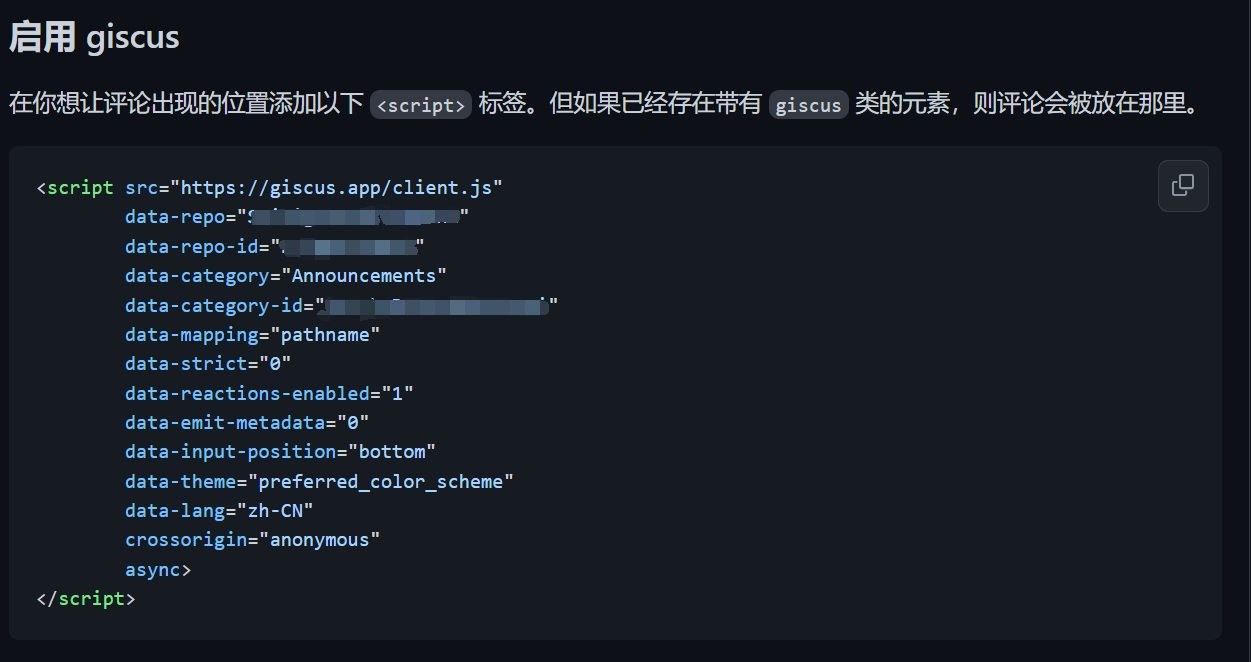 启用 giscus
在你想让评论出现的位置添加以下 <script> 标签。但如果已经存在带有 giscus 类的元素，则评论会被放在那里。
<script src="https://giscus.app/client.js"
data-repo="
data-repo-id="
data-category="Announcements"
data-category-id="
data-mapping="pathname"
data-strict="0"
data-reactions-enabled="1"
data-emit-metadata="0"
data-input-position="bottom"
data-theme="preferred_color_scheme"
data-lang="zh-CN"
crossorigin="anonymous"
async>
</script>